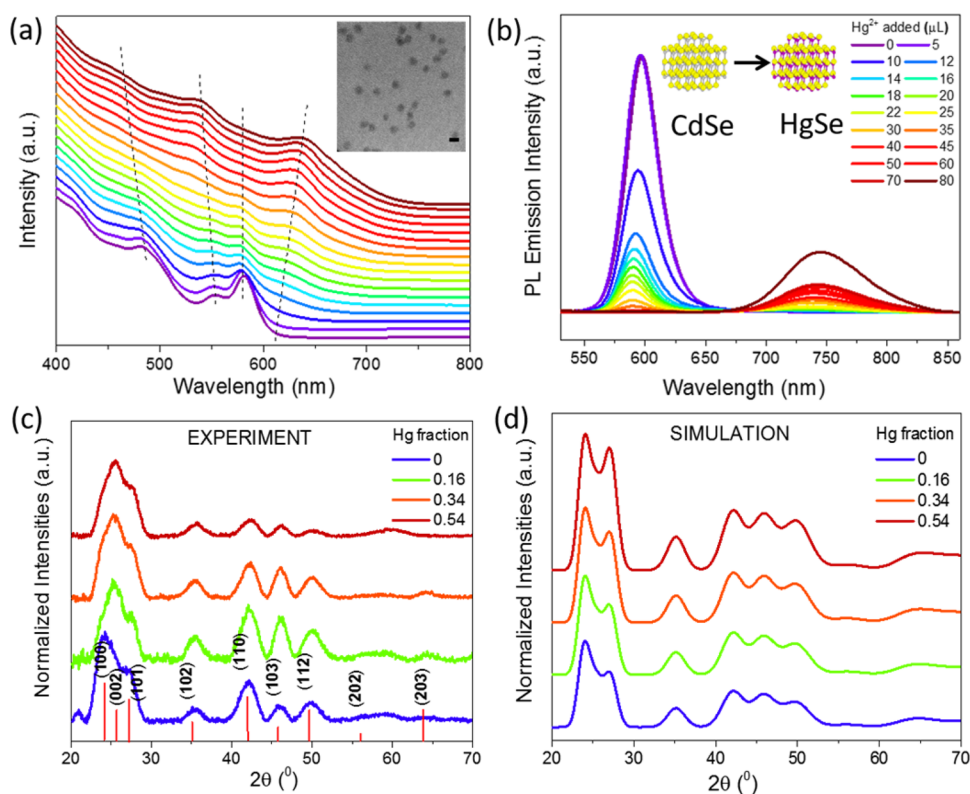 (a)
Intensity (a.u.)
400 500 600 700 800
Wavelength (nm)
(b)
PL Emission Intensity (a.u.)
Hg²⁺ added (μL)
0 5
10 12
14 16
18 20
22 25
30 35
40 45
50 60
70 80
CdSe
HgSe
550 600 650 700 750 800 850
Wavelength (nm)
(c)
EXPERIMENT
Normalized Intensities (a.u.)
Hg fraction
0
0.16
0.34
0.54
(100)
(002)
(101)
(102)
(110)
(103)
(112)
(202)
(203)
20 30 40 50 60 70
2θ (⁰)
(d)
SIMULATION
Normalized Intensities (a.u.)
Hg fraction
0
0.16
0.34
0.54
20 30 40 50 60 70
2θ (⁰)